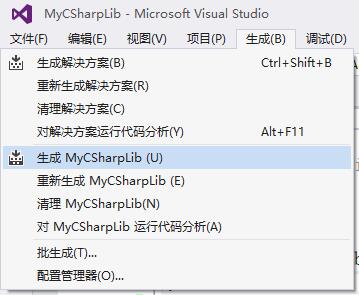 MyCSharpLib - Microsoft Visual Studio
文件(F) 编辑(E) 视图(V) 项目(P) 生成(B) 调试(D)
生成解决方案(B) Ctrl+Shift+B
重新生成解决方案(R)
清理解决方案(C)
对解决方案运行代码分析(Y) Alt+F11
生成 MyCSharpLib (U)
重新生成 MyCSharpLib (E)
清理 MyCSharpLib(N)
对 MyCSharpLib 运行代码分析(A)
批生成(T)...
配置管理器(O)...